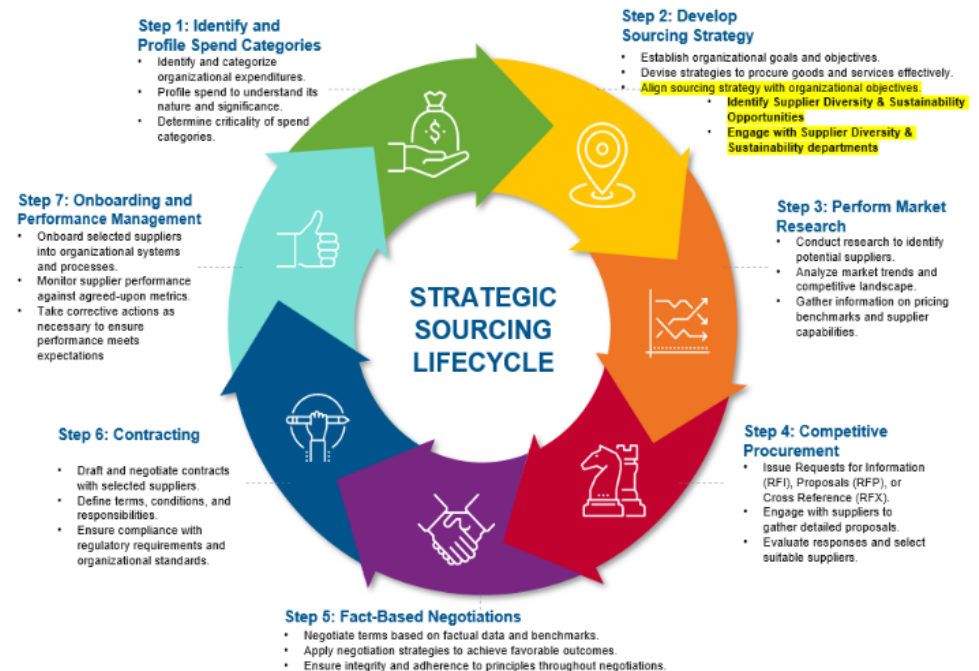 Step 1: Identify and
Profile Spend Categories
• Identify and categorize
organizational expenditures.
• Profile spend to understand its
nature and significance.
• Determine criticality of spend
categories.
Step 2: Develop
Sourcing Strategy
• Establish organizational goals and objectives.
• Devise strategies to procure goods and services effectively.
• Align sourcing strategy with organizational objectives.
• Identify Supplier Diversity & Sustainability
Opportunities
• Engage with Supplier Diversity &
Sustainability departments
Step 3: Perform Market
Research
• Conduct research to identify
potential suppliers.
• Analyze market trends and
competitive landscape.
• Gather information on pricing
benchmarks and supplier
capabilities.
Step 4: Competitive
Procurement
• Issue Requests for Information
(RFI), Proposals (RFP), or
Cross Reference (RFX).
• Engage with suppliers to
gather detailed proposals.
• Evaluate responses and select
suitable suppliers.
Step 5: Fact-Based Negotiations
• Negotiate terms based on factual data and benchmarks.
• Apply negotiation strategies to achieve favorable outcomes.
• Ensure integrity and adherence to principles throughout negotiations.
Step 6: Contracting
• Draft and negotiate contracts
with selected suppliers.
• Define terms, conditions, and
responsibilities.
• Ensure compliance with
regulatory requirements and
organizational standards.
Step 7: Onboarding and
Performance Management
• Onboard selected suppliers
into organizational systems
and processes.
• Monitor supplier performance
against agreed-upon metrics.
• Take corrective actions as
necessary to ensure
performance meets
expectations
STRATEGIC
SOURCING
LIFECYCLE
$